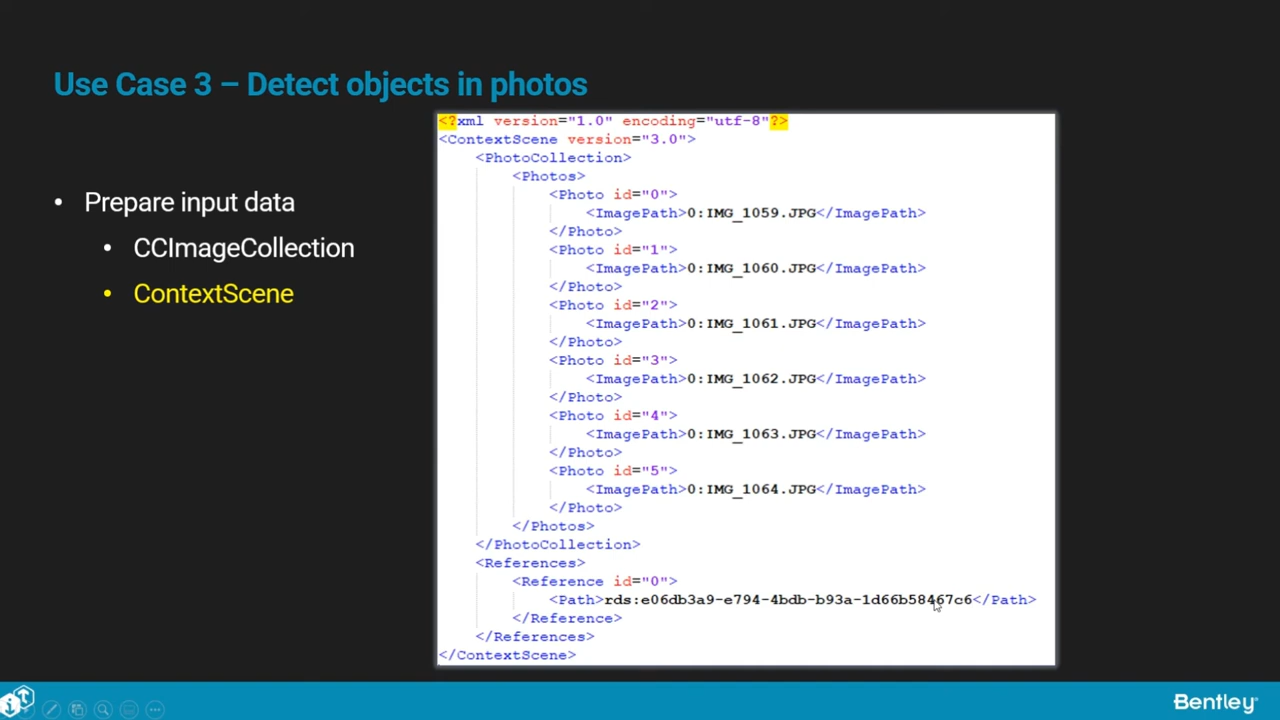 Use Case 3 – Detect objects in photos
• Prepare input data
• CCImageCollection
• ContextScene
<?xml version="1.0" encoding="utf-8"?>
<ContextScene version="3.0">
<PhotoCollection>
<Photos>
<Photo id="0">
<ImagePath>0:IMG_1059.JPG</ImagePath>
</Photo>
<Photo id="1">
<ImagePath>0:IMG_1060.JPG</ImagePath>
</Photo>
<Photo id="2">
<ImagePath>0:IMG_1061.JPG</ImagePath>
</Photo>
<Photo id="3">
<ImagePath>0:IMG_1062.JPG</ImagePath>
</Photo>
<Photo id="4">
<ImagePath>0:IMG_1063.JPG</ImagePath>
</Photo>
<Photo id="5">
<ImagePath>0:IMG_1064.JPG</ImagePath>
</Photo>
</Photos>
</PhotoCollection>
<References>
<Reference id="0">
<Path>rds:e06db3a9-e794-4bdb-b93a-1d66b58467c6</Path>
</Reference>
</References>
</ContextScene>
Bentley